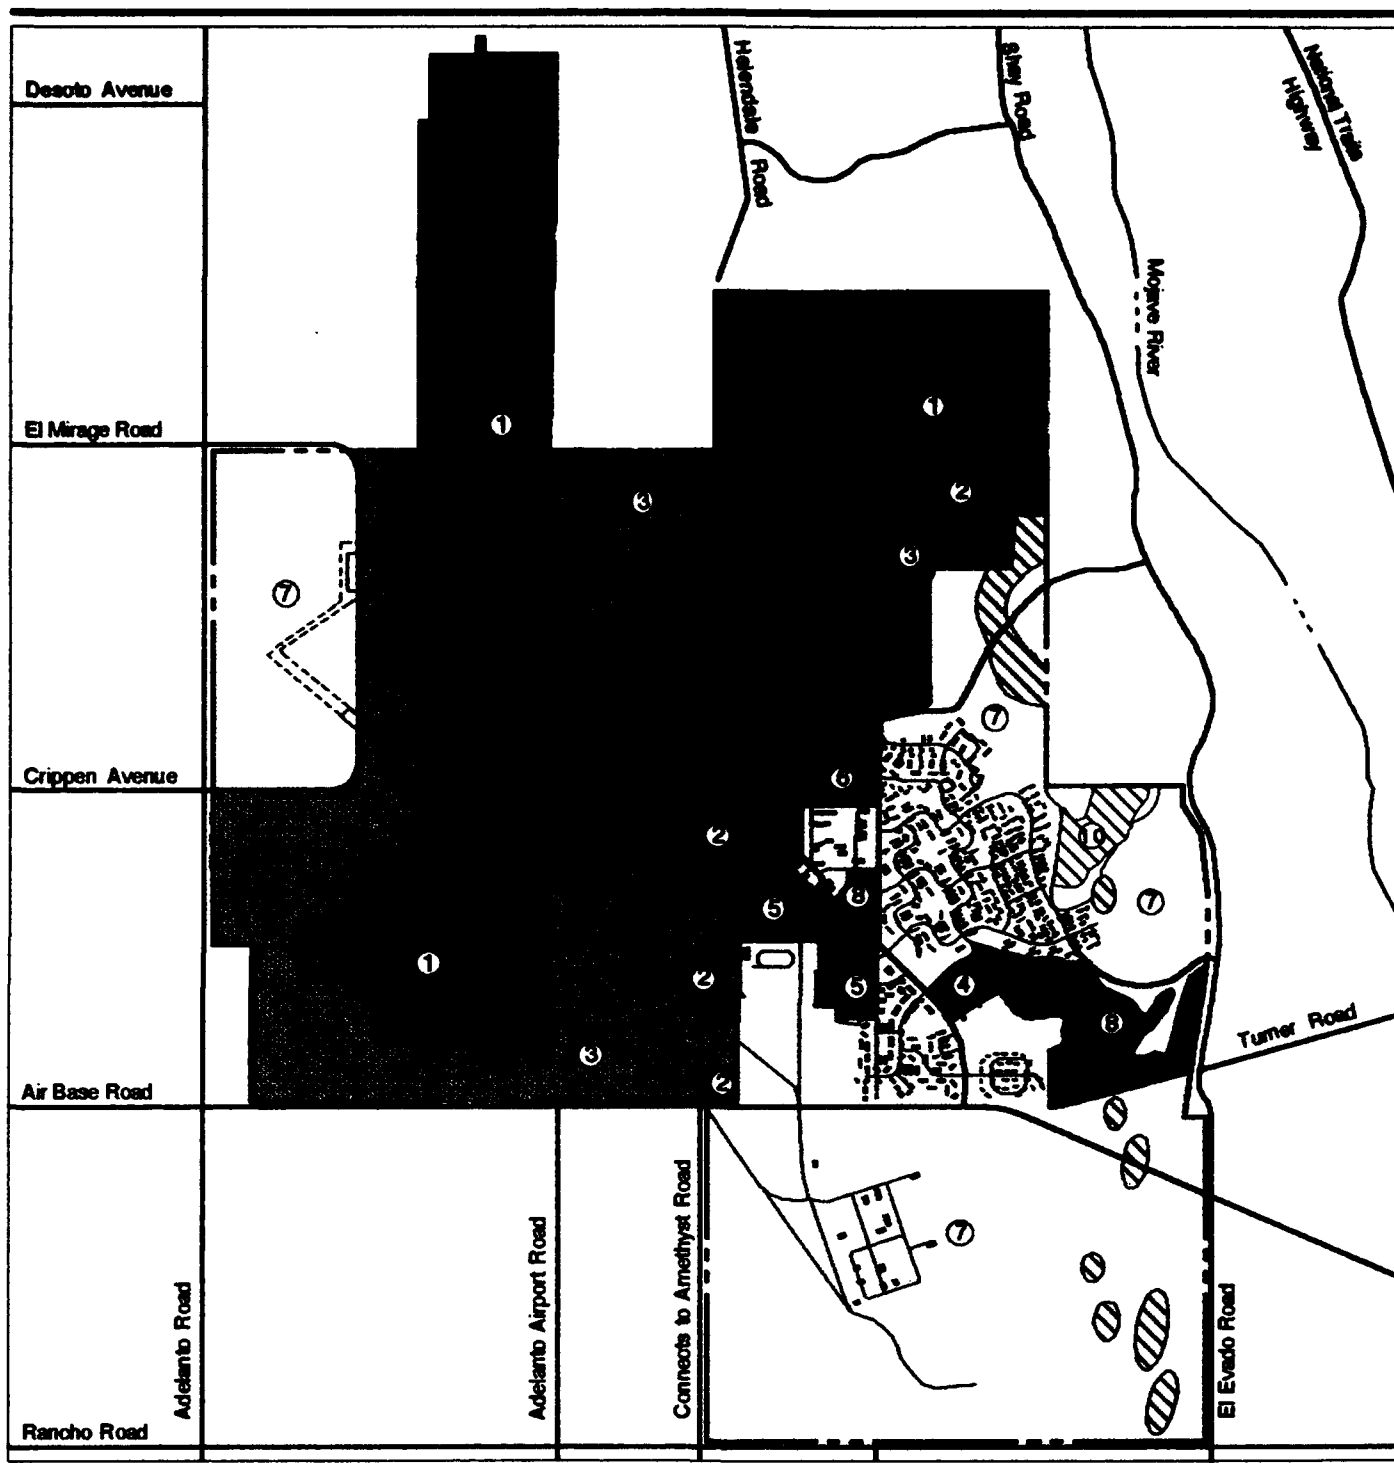 Desoto Avenue
Helendale Road
Shay Road
National Trails
Highway
Mojave River
El Mirage Road
1
1
3
2
3
7
7
Crippen Avenue
6
2
10
8
7
5
1
2
5
4
8
Turner Road
3
2
Air Base Road
7
Adelanto Road
Adelanto Airport Road
Connects to Amethyst Road
El Evado Road
Rancho Road